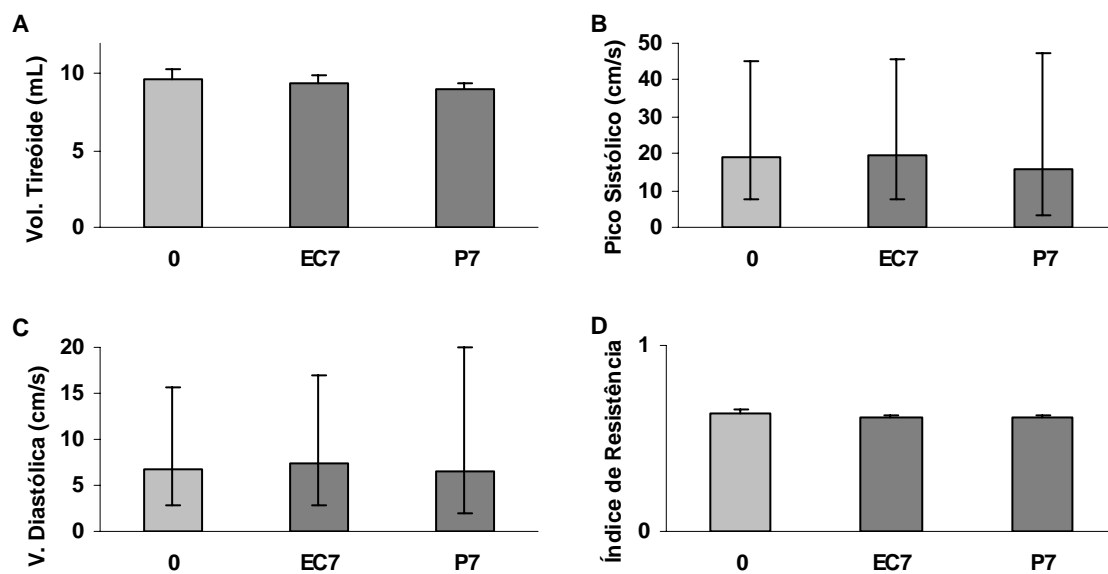 A
Vol. Tireóide (mL)
10
5
0
0 EC7 P7
B
Pico Sistólico (cm/s)
50
40
30
20
10
0
0 EC7 P7
C
V. Diastólica (cm/s)
20
15
10
5
0
0 EC7 P7
D
Índice de Resistência
1
0
0 EC7 P7